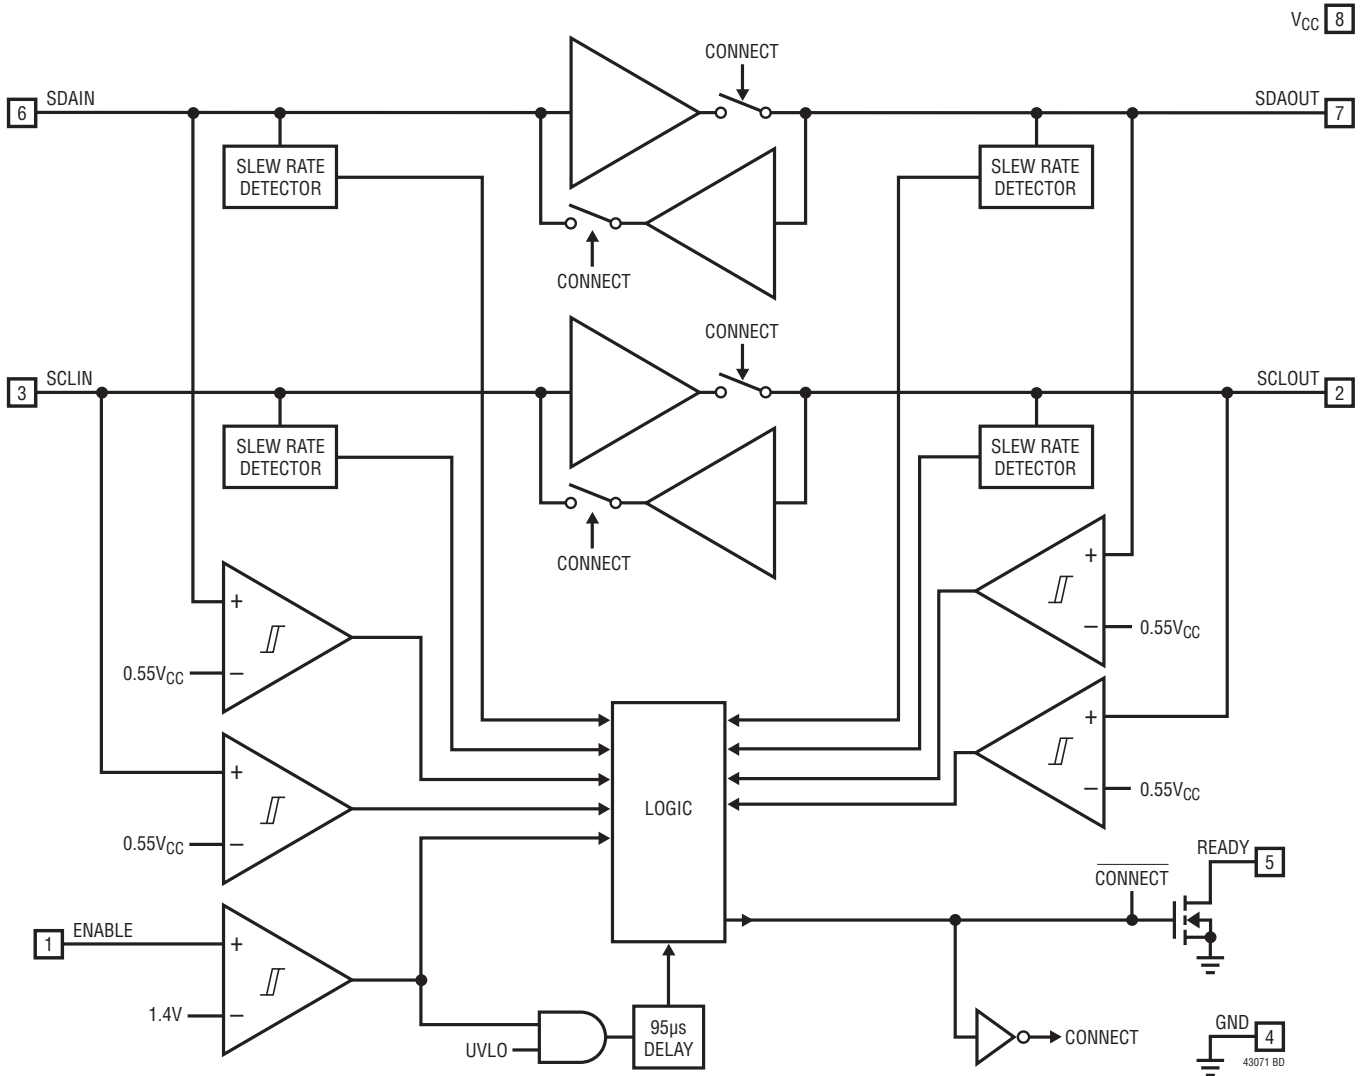 VCC 8
CONNECT
6 SDAIN
SDAOUT 7
SLEW RATE
DETECTOR
SLEW RATE
DETECTOR
CONNECT
CONNECT
3 SCLIN
SCLOUT 2
SLEW RATE
DETECTOR
SLEW RATE
DETECTOR
CONNECT
+
−
0.55VCC
+
−
0.55VCC
+
−
0.55VCC
+
−
0.55VCC
LOGIC
READY 5
CONNECT
1 ENABLE
+
−
1.4V
UVLO
95µs
DELAY
CONNECT
GND 4
43071 BD